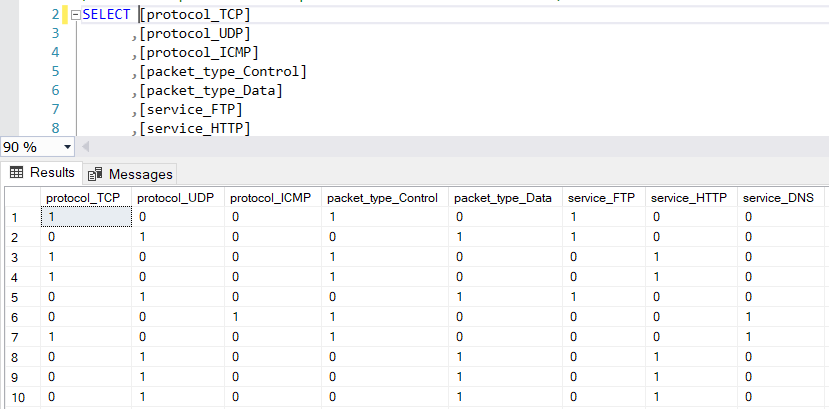 2 SELECT [protocol_TCP]
3 ,[protocol_UDP]
4 ,[protocol_ICMP]
5 ,[packet_type_Control]
6 ,[packet_type_Data]
7 ,[service_FTP]
8 ,[service_HTTP]
90 %
Results Messages
protocol_TCP protocol_UDP protocol_ICMP packet_type_Control packet_type_Data service_FTP service_HTTP service_DNS
1 1 0 0 1 0 1 0 0
2 0 1 0 0 1 1 0 0
3 1 0 0 1 0 0 1 0
4 1 0 0 1 0 0 1 0
5 0 1 0 0 1 1 0 0
6 0 0 1 1 0 0 0 1
7 1 0 0 1 0 0 0 1
8 0 1 0 0 1 0 1 0
9 0 1 0 0 1 0 1 0
10 0 1 0 0 1 0 1 0